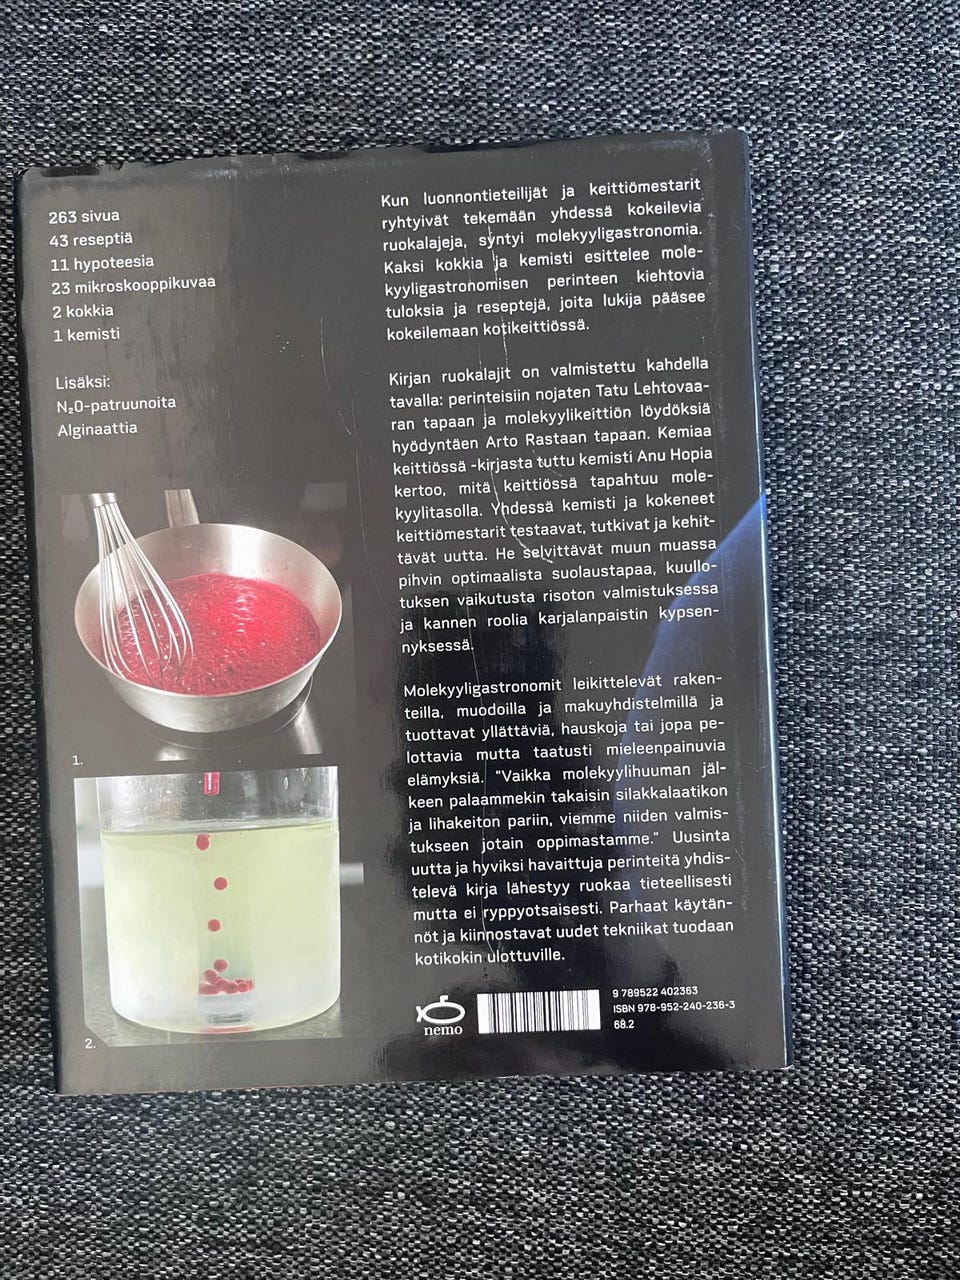 263 sivua
43 reseptiä
11 hypoteesia
23 mikroskooppikuvaa
2 kokkia
1 kemisti
Lisäksi:
N₂O-patruunoita
Alginaattia
1.
2.
Kun luonnontieteilijät ja keittiömestarit
ryhtyivät tekemään yhdessä kokeilevia
ruokalajeja, syntyi molekyyligastronomia.
Kaksi kokkia ja kemisti esittelee mole-
kyyligastronomisen perinteen kiehtovia
tuloksia ja reseptejä, joita lukija pääsee
kokeilemaan kotikeittiössä.
Kirjan ruokalajit on valmistettu kahdella
tavalla: perinteisiin nojaten Tatu Lehtovaa-
ran tapaan ja molekyylikeittiön löydöksiä
hyödyntäen Arto Rastaan tapaan. Kemiaa
keittiössä -kirjasta tuttu kemisti Anu Hopia
kertoo, mitä keittiössä tapahtuu mole-
kyylitasolla. Yhdessä kemisti ja kokeneet
keittiömestarit testaavat, tutkivat ja kehit-
tävät uutta. He selvittävät muun muassa
pihvin optimaalista suolaustapaa, kuullo-
tuksen vaikutusta risoton valmistuksessa
ja kannen roolia karjalanpaistin kypsen-
nyksessä.
Molekyyligastronomit leikittelevät raken-
teilla, muodoilla ja makuyhdistelmillä ja
tuottavat yllättäviä, hauskoja tai jopa pe-
lottavia mutta taatusti mieleenpainuvia
elämyksiä. "Vaikka molekyylihuuman jäl-
keen palaammekin takaisin silakkalaatikon
ja lihakeiton pariin, viemme niiden valmis-
tukseen jotain oppimastamme." Uusinta
uutta ja hyviksi havaittuja perinteitä yhdis-
televä kirja lähestyy ruokaa tieteellisesti
mutta ei ryppyotsaisesti. Parhaat käytän-
nöt ja kiinnostavat uudet tekniikat tuodaan
kotikokin ulottuville.
nemo
9 789522 402363
ISBN 978-952-240-236-3
68.2